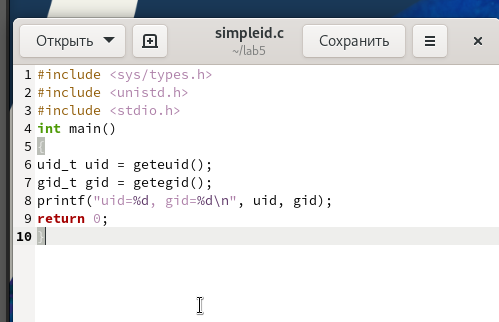 Открыть
simpleid.c
~/lab5
Сохранить
1 #include <sys/types.h>
2 #include <unistd.h>
3 #include <stdio.h>
4 int main()
5 {
6 uid_t uid = geteuid();
7 gid_t gid = getegid();
8 printf("uid=%d, gid=%d\n", uid, gid);
9 return 0;
10 }